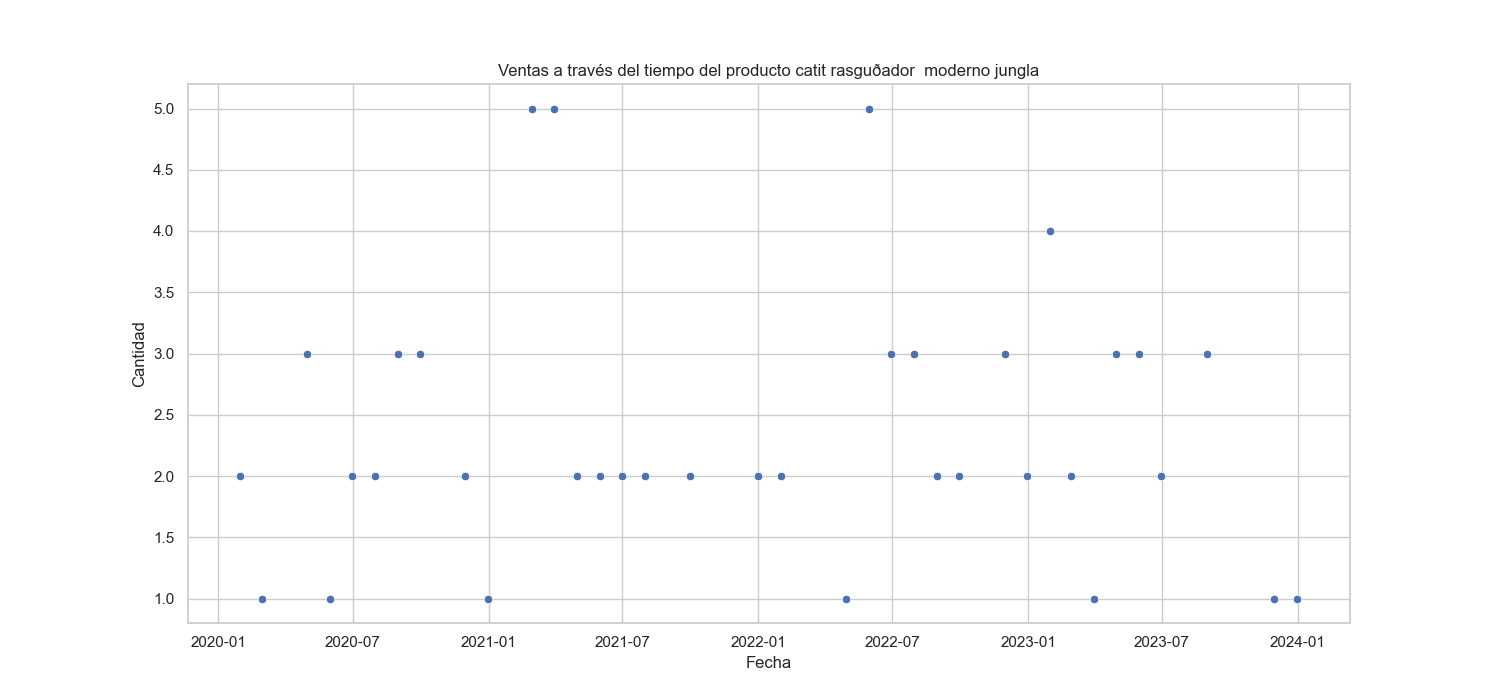 Ventas a través del tiempo del producto catit rasguðador  moderno jungla
5.0
4.5
4.0
3.5
3.0
2.5
2.0
1.5
1.0
Cantidad
2020-01 2020-07 2021-01 2021-07 2022-01 2022-07 2023-01 2023-07 2024-01
Fecha